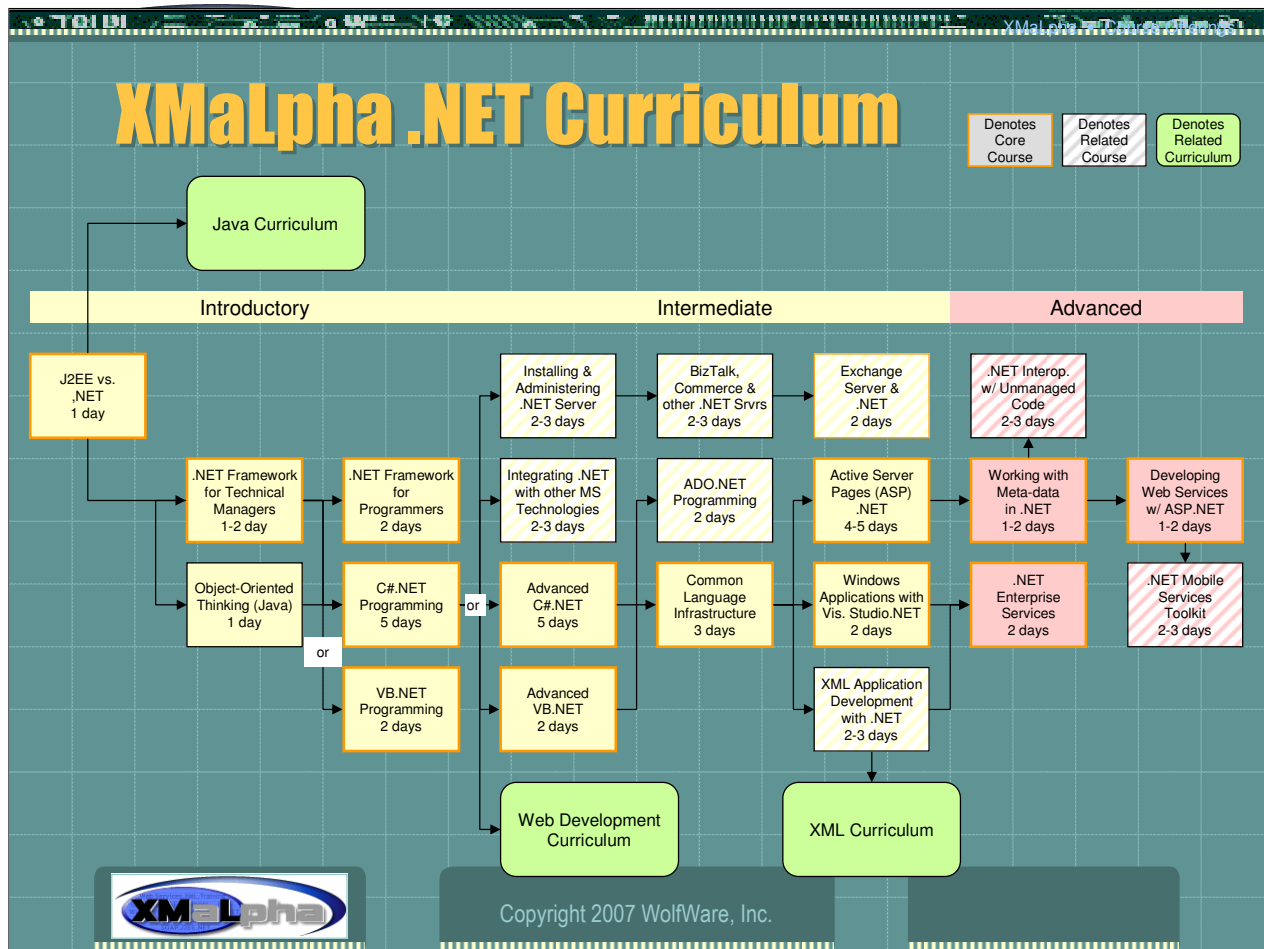 XMaLpha
Course Offerings
XMaLpha .NET Curriculum
Denotes
Core
Course
Denotes
Related
Course
Denotes
Related
Curriculum
Java Curriculum
Introductory
Intermediate
Advanced
J2EE vs.
,NET
1 day
Installing &
Administering
.NET Server
2-3 days
BizTalk,
Commerce &
other .NET Srvrs
2-3 days
Exchange
Server &
.NET
2 days
.NET Interop.
w/ Unmanaged
Code
2-3 days
.NET Framework
for Technical
Managers
1-2 day
.NET Framework
for
Programmers
2 days
Integrating .NET
with other MS
Technologies
2-3 days
ADO.NET
Programming
2 days
Active Server
Pages (ASP)
.NET
4-5 days
Working with
Meta-data
in .NET
1-2 days
Developing
Web Services
w/ ASP.NET
1-2 days
Object-Oriented
Thinking (Java)
1 day
C#.NET
Programming
5 days
or
Advanced
C#.NET
5 days
Common
Language
Infrastructure
3 days
Windows
Applications with
Vis. Studio.NET
2 days
.NET
Enterprise
Services
2 days
.NET Mobile
Services
Toolkit
2-3 days
or
VB.NET
Programming
2 days
Advanced
VB.NET
2 days
XML Application
Development
with .NET
2-3 days
Web Development
Curriculum
XML Curriculum
XMaLpha
Copyright 2007 WolfWare, Inc.